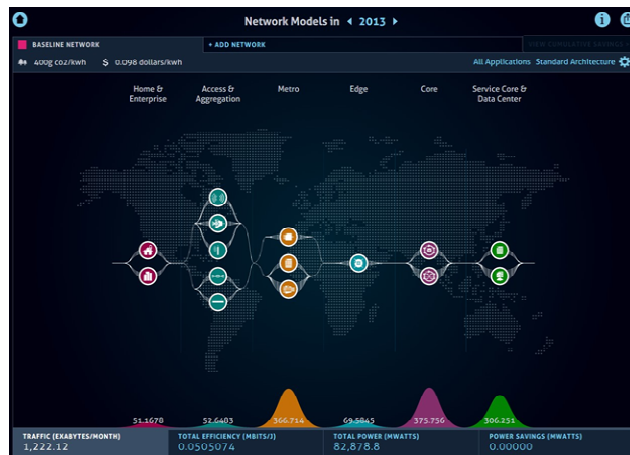 Network Models in 2013
BASELINE NETWORK
+ ADD NETWORK
VIEW CUMULATIVE SAVINGS
400g co2/kwh
$ 0.098 dollars/kwh
All Applications
Standard Architecture
Home &
Enterprise
Access &
Aggregation
Metro
Edge
Core
Service Core &
Data Center
51.1678
52.6483
366.714
69.5845
375.756
306.251
TRAFFIC (EXABYTES/MONTH)
1,222.12
TOTAL EFFICIENCY (MBITS/J)
0.0505074
TOTAL POWER (MWATTS)
82,878.8
POWER SAVINGS (MWATTS)
0.00000